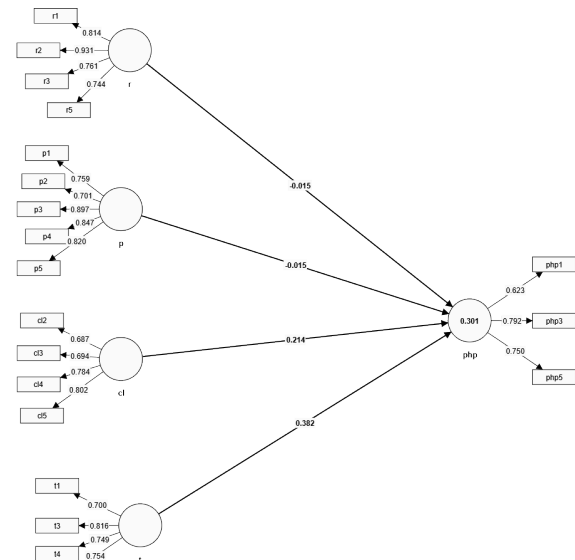 r1
0.814
r2
0.931
r3
0.761
0.744
r5
r
-0.015
p1
0.759
p2
0.701
p3
0.897
p4
0.847
0.820
p5
p
-0.015
cl2
0.687
cl3
0.694
cl4
0.784
0.802
cl5
cl
0.214
t1
0.700
t3
0.816
0.749
t4
0.754
0.382
0.301
php
php1
0.623
0.792
php3
0.750
php5